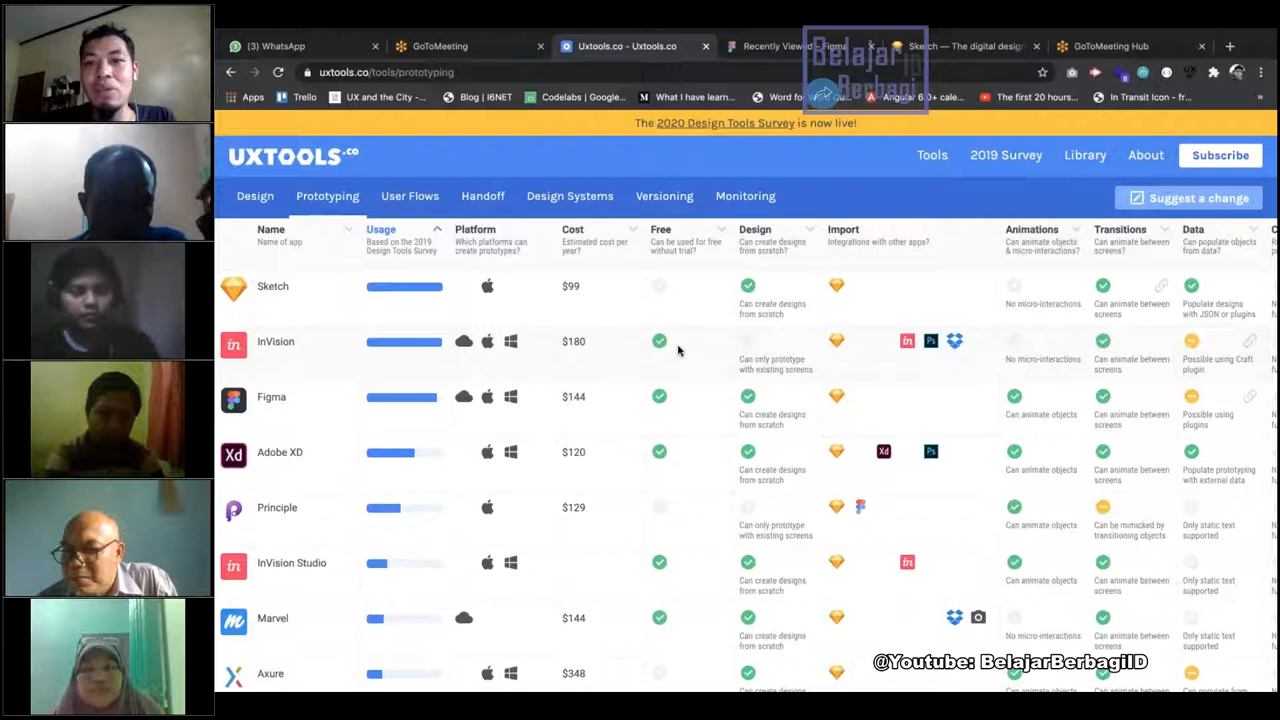 (3) WhatsApp
GoToMeeting
Uxtools.co - Uxtools.co
Recently Viewed – Figma
Sketch — The digital design
GoToMeeting Hub
Belajar
Berbagi
ID
uxtools.co/tools/prototyping
Apps
Trello
UX and the City -...
Blog | I6NET
Codelabs | Google...
What I have learn...
Angular 6.0+ cale...
The first 20 hours...
In Transit Icon - fr...
The 2020 Design Tools Survey is now live!
UXTOOLS.CO
Tools
2019 Survey
Library
About
Subscribe
Design
Prototyping
User Flows
Handoff
Design Systems
Versioning
Monitoring
Suggest a change
Name
Name of app
Usage
Based on the 2019
Design Tools Survey
Platform
Which platforms can
create prototypes?
Cost
Estimated cost per
year?
Free
Can be used for free
without trial?
Design
Can create designs
from scratch?
Import
Integrations with other apps?
Animations
Can animate objects
& micro-interactions?
Transitions
Can animate between
screens?
Data
Can populate objects
from data?
Sketch
$99
Can create designs
from scratch
No micro-interactions
Can animate between
screens
Populate designs
with JSON or plugins
in
InVision
$180
Can only prototype
with existing screens
in
Ps
No micro-interactions
Can animate between
screens
Possible using Craft
plugin
Figma
$144
Can create designs
from scratch
Can animate objects
Can animate between
screens
Possible using
plugins
Xd
Adobe XD
$120
Can create designs
from scratch
Xd
Ps
Can animate objects
Can animate between
screens
Populate prototyping
with external data
Principle
$129
Can only prototype
with existing screens
Can animate objects
Can be mimicked by
transitioning objects
Only static text
supported
in
InVision Studio
$180
Can create designs
from scratch
in
Can animate objects
Can animate between
screens
Only static text
supported
Marvel
$144
Can create designs
from scratch
No micro-interactions
Can animate between
screens
Only static text
supported
Axure
$348
@Youtube: BelajarBerbagiID